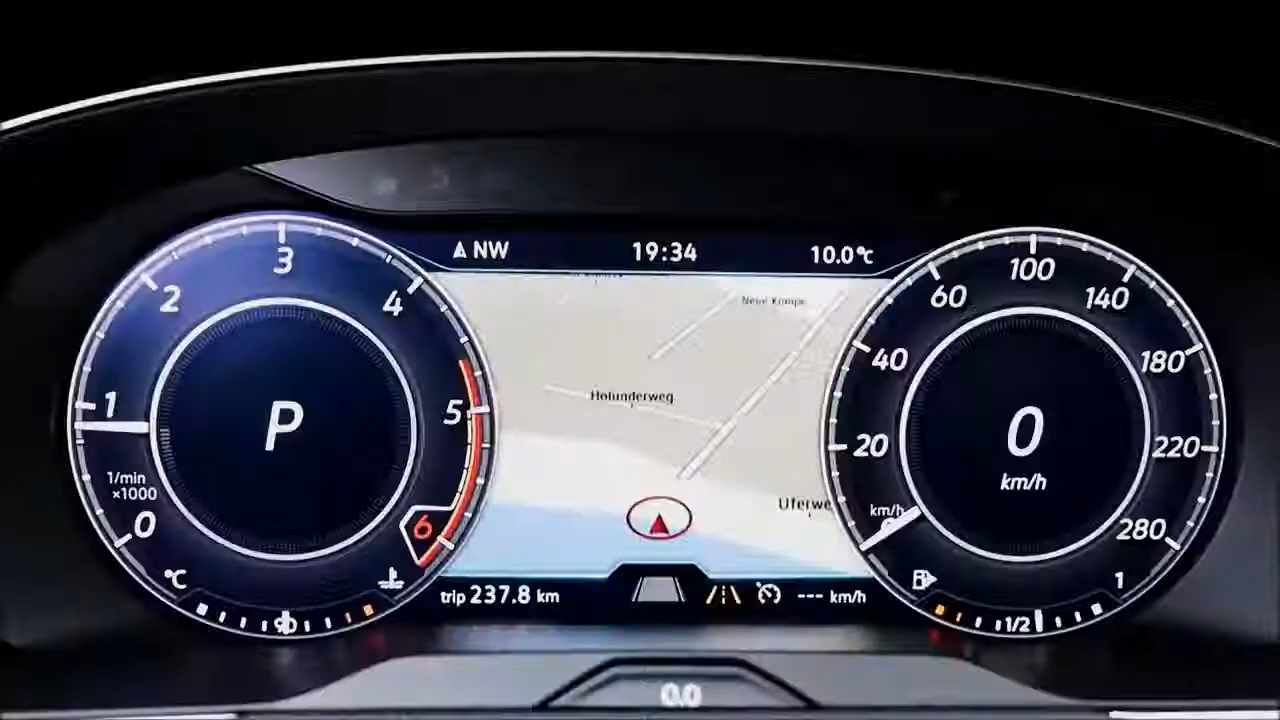 NW
19:34
10.0°C
3
2
4
1
5
1/min
×1000
0
6
°C
90
Holunderweg
trip 237.8 km
--- km/h
P
100
60
140
40
180
20
220
280
km/h
0
km/h
1/2
1
0.0